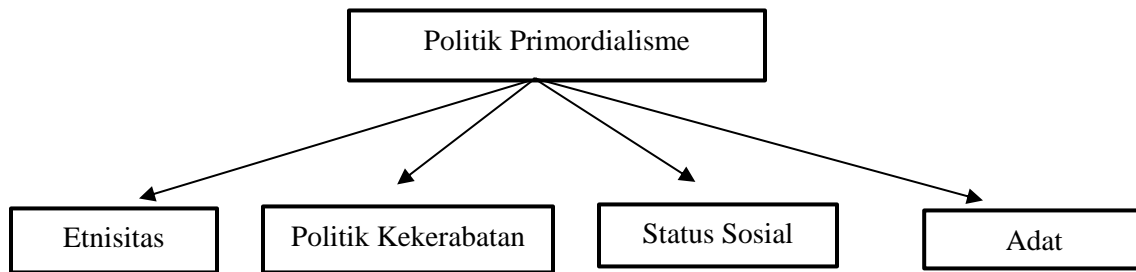 Politik Primordialisme
Etnisitas
Politik Kekerabatan
Status Sosial
Adat